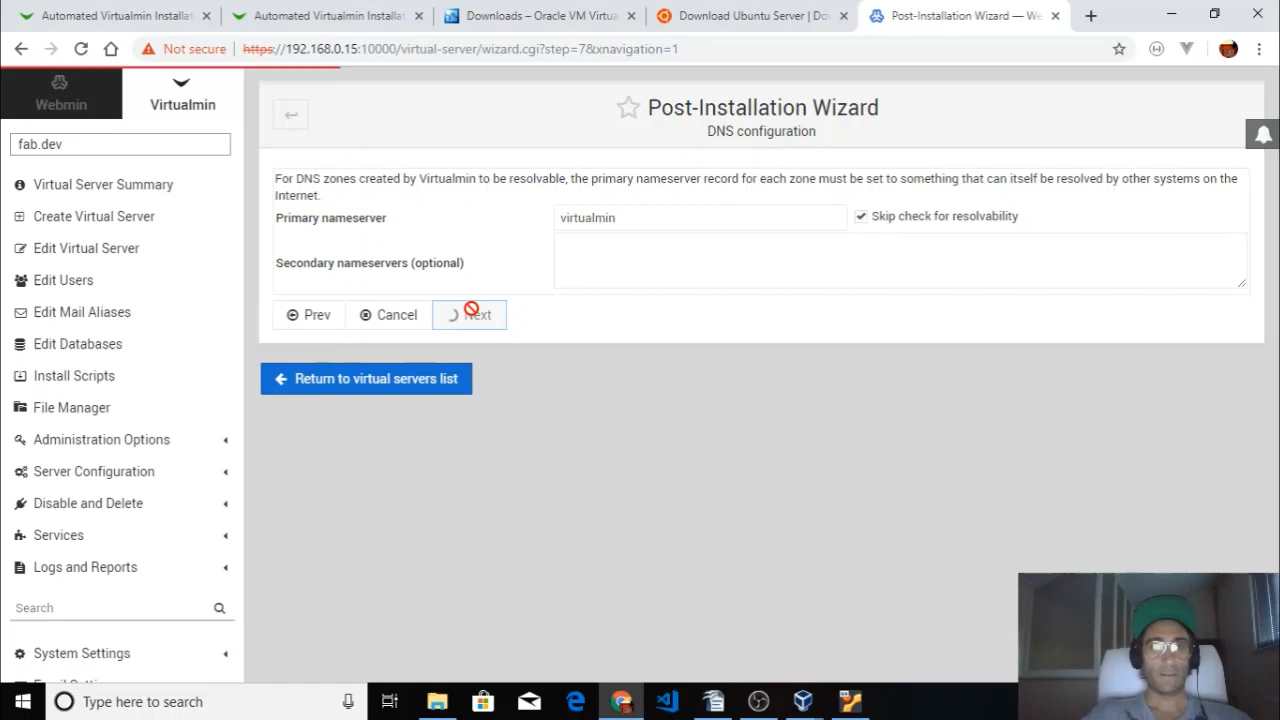 Automated Virtualmin Installat
Automated Virtualmin Installat
Downloads – Oracle VM Virtua
Download Ubuntu Server | Do
Post-Installation Wizard — We
Not secure
https://192.168.0.15:10000/virtual-server/wizard.cgi?step=7&xnavigation=1
Webmin
Virtualmin
fab.dev
Virtual Server Summary
Create Virtual Server
Edit Virtual Server
Edit Users
Edit Mail Aliases
Edit Databases
Install Scripts
File Manager
Administration Options
Server Configuration
Disable and Delete
Services
Logs and Reports
Search
System Settings
Post-Installation Wizard
DNS configuration
For DNS zones created by Virtualmin to be resolvable, the primary nameserver record for each zone must be set to something that can itself be resolved by other systems on the
Internet.
Primary nameserver
virtualmin
Skip check for resolvability
Secondary nameservers (optional)
Prev
Cancel
Next
Return to virtual servers list
Type here to search